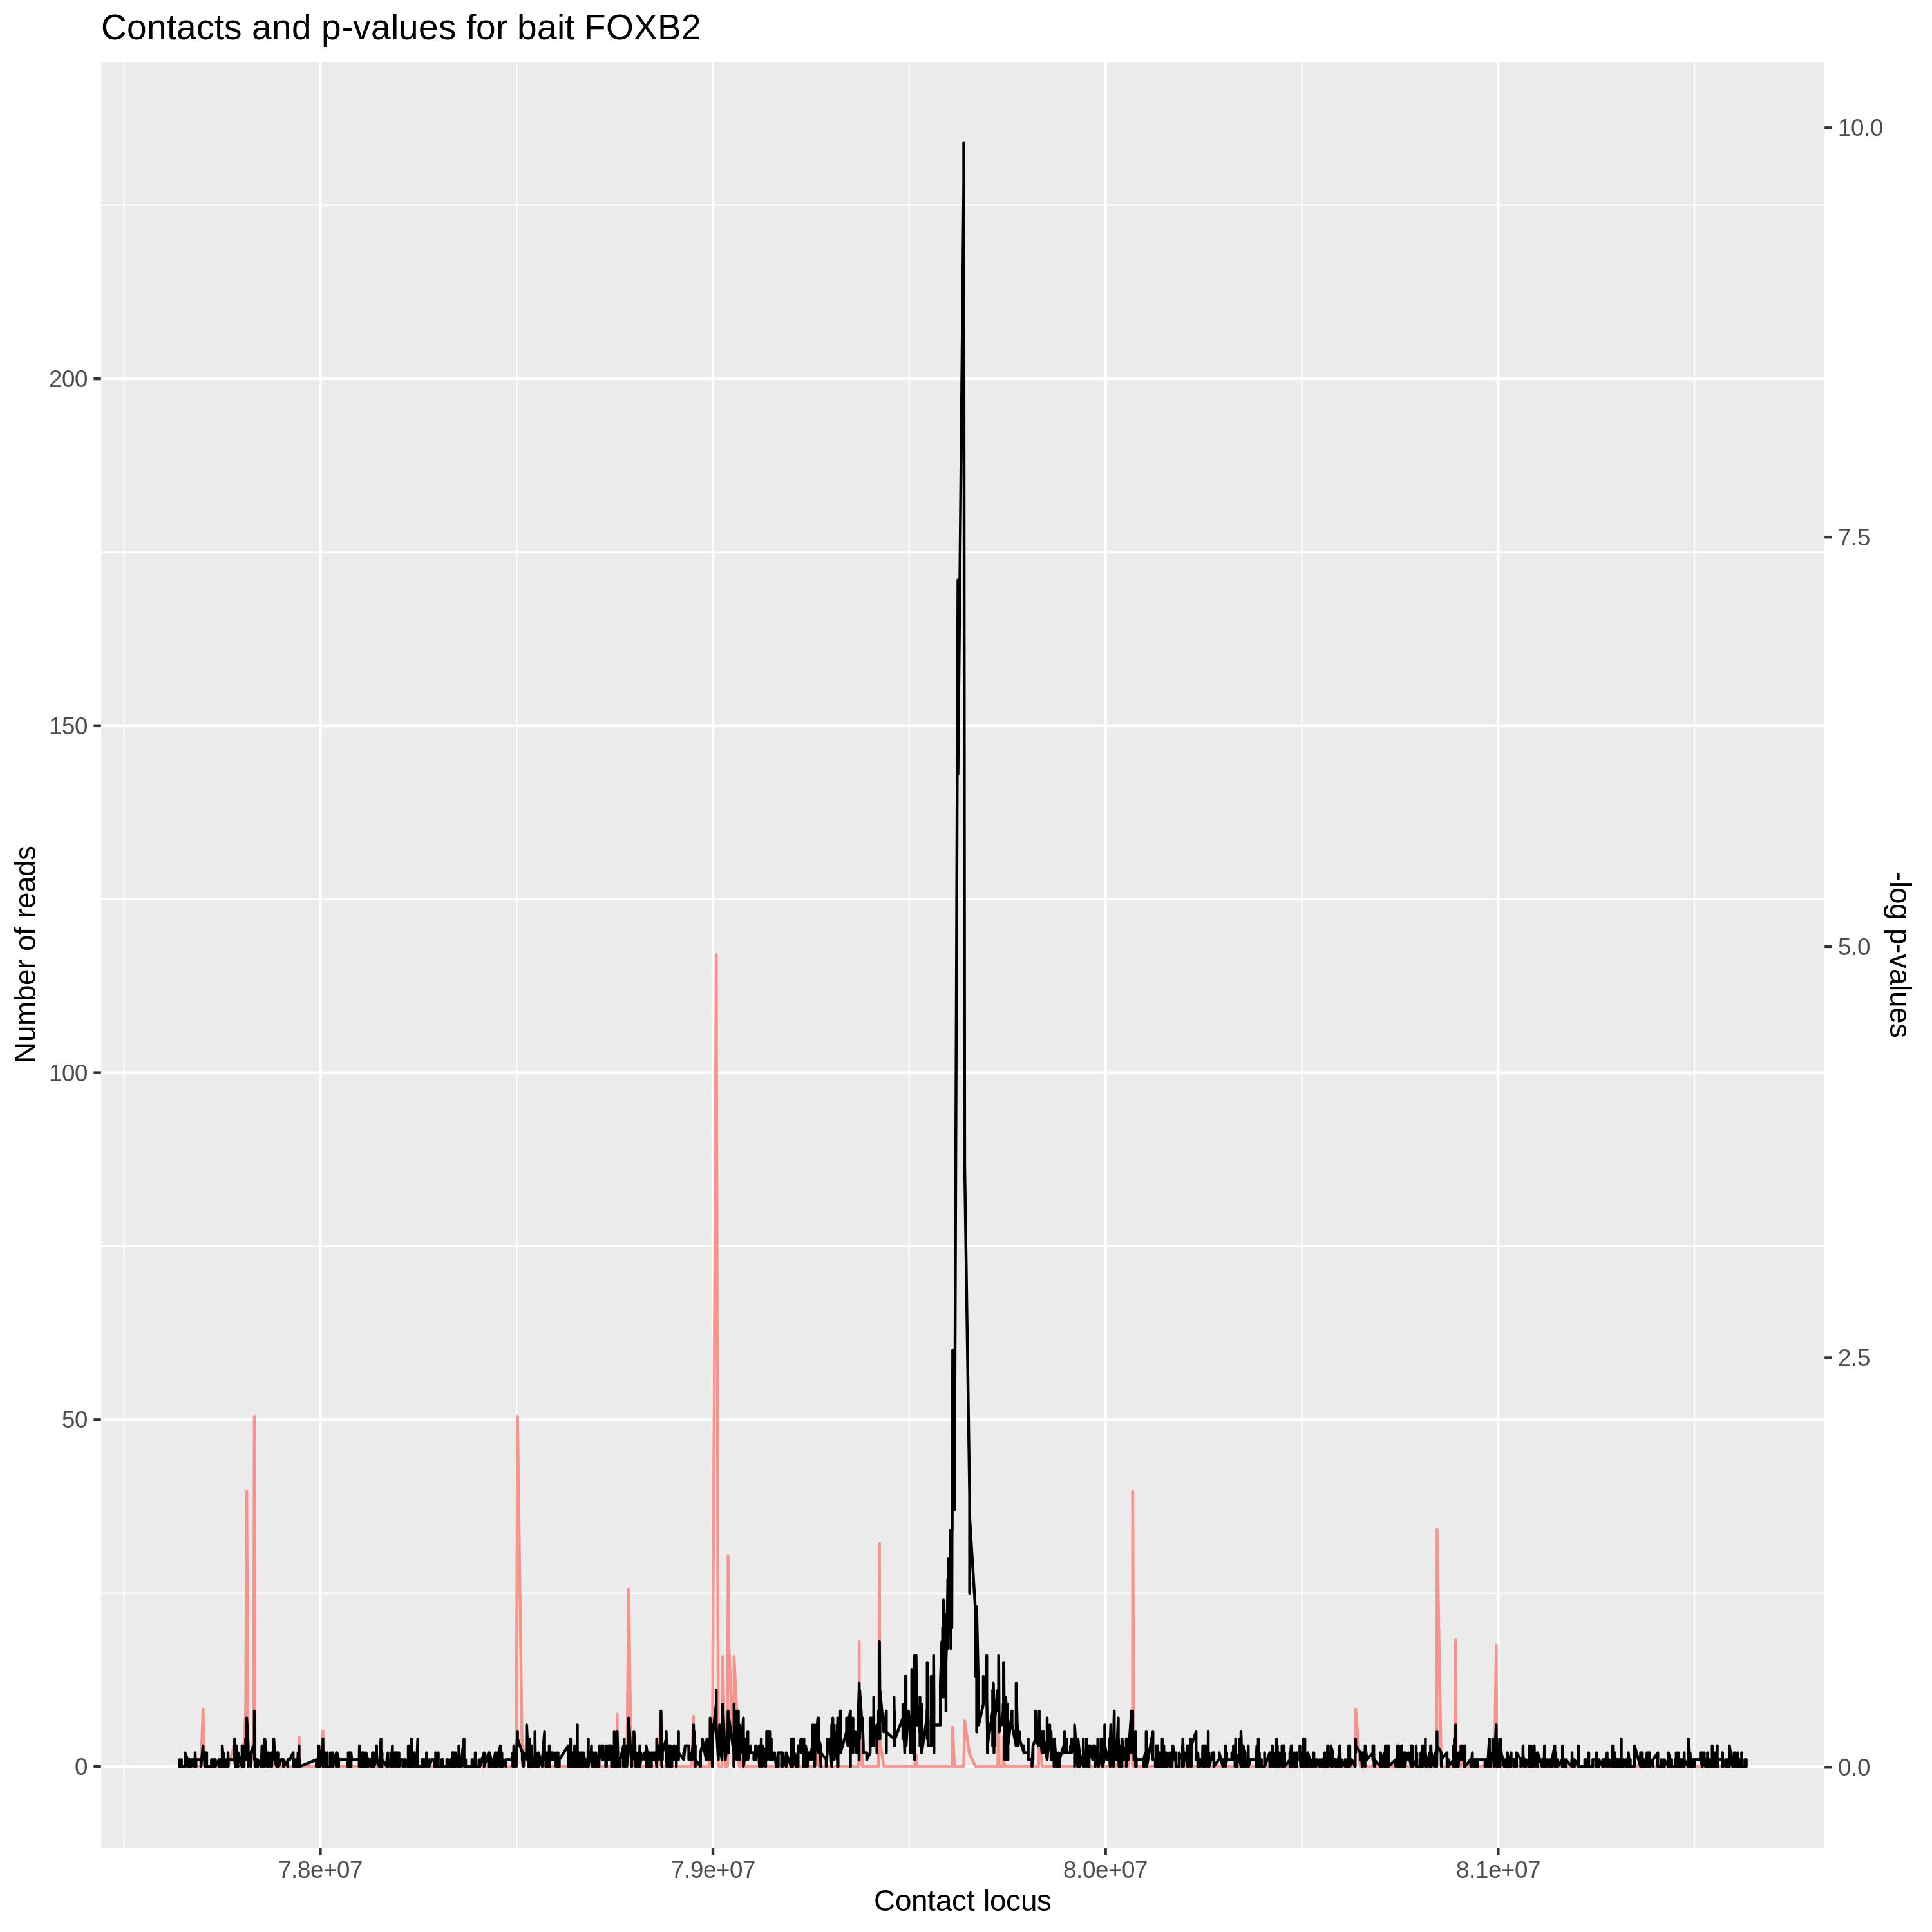 Contacts and p-values for bait FOXB2
Number of reads
200
150
100
50
0
10.0
7.5
5.0
2.5
0.0
-log p-values
7.8e+07 7.9e+07 8.0e+07 8.1e+07
Contact locus